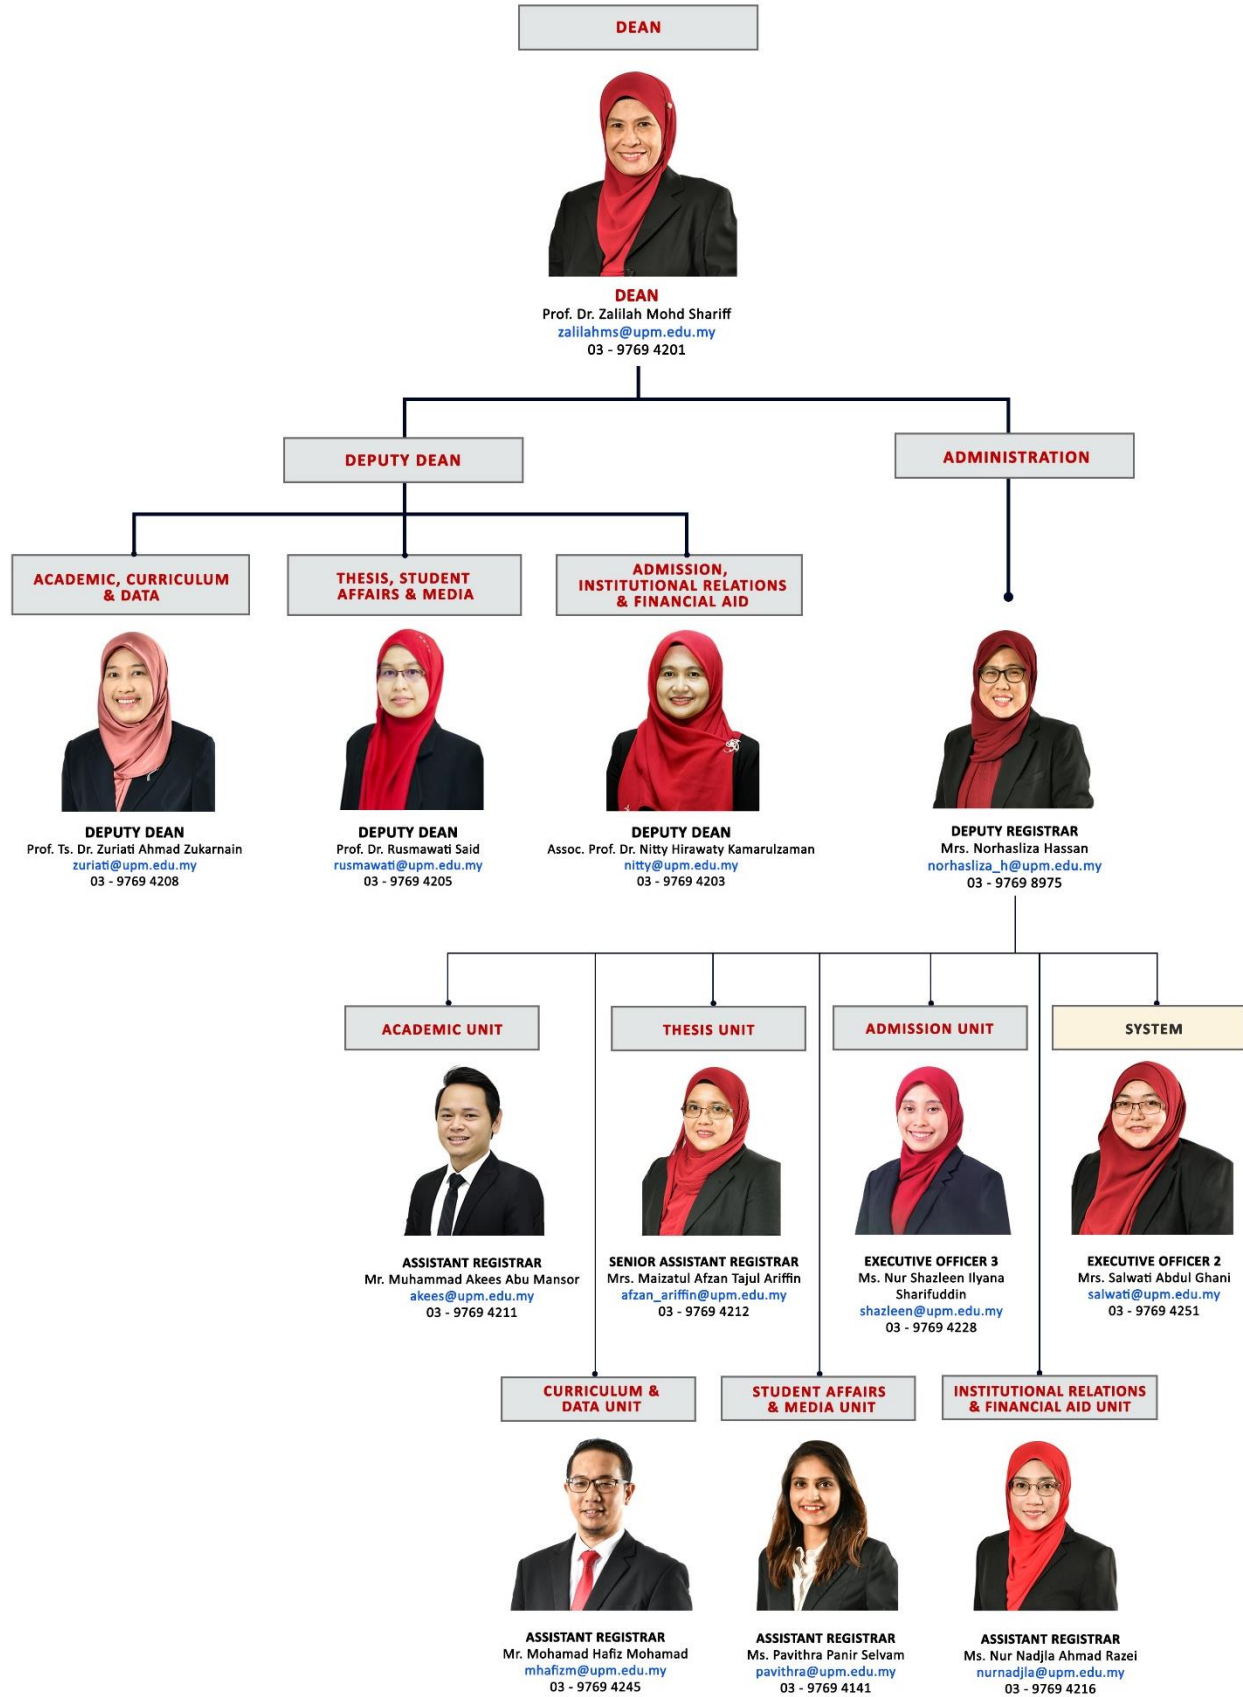 DEAN
DEAN
Prof. Dr. Zalilah Mohd Shariff
zalilahms@upm.edu.my
03 - 9769 4201
DEPUTY DEAN
ADMINISTRATION
ACADEMIC, CURRICULUM
& DATA
THESIS, STUDENT
AFFAIRS & MEDIA
ADMISSION,
INSTITUTIONAL RELATIONS
& FINANCIAL AID
DEPUTY DEAN
Prof. Ts. Dr. Zuriati Ahmad Zukarnain
zuriati@upm.edu.my
03 - 9769 4208
DEPUTY DEAN
Prof. Dr. Rusmawati Said
rusmawati@upm.edu.my
03 - 9769 4205
DEPUTY DEAN
Assoc. Prof. Dr. Nitty Hirawaty Kamarulzaman
nitty@upm.edu.my
03 - 9769 4203
DEPUTY REGISTRAR
Mrs. Norhasliza Hassan
norhasliza_h@upm.edu.my
03 - 9769 8975
ACADEMIC UNIT
THESIS UNIT
ADMISSION UNIT
SYSTEM
ASSISTANT REGISTRAR
Mr. Muhammad Akees Abu Mansor
akees@upm.edu.my
03 - 9769 4211
SENIOR ASSISTANT REGISTRAR
Mrs. Maizatul Afzan Tajul Ariffin
afzan_ariffin@upm.edu.my
03 - 9769 4212
EXECUTIVE OFFICER 3
Ms. Nur Shazleen Ilyana
Sharifuddin
shazleen@upm.edu.my
03 - 9769 4228
EXECUTIVE OFFICER 2
Mrs. Salwati Abdul Ghani
salwati@upm.edu.my
03 - 9769 4251
CURRICULUM &
DATA UNIT
STUDENT AFFAIRS
& MEDIA UNIT
INSTITUTIONAL RELATIONS
& FINANCIAL AID UNIT
ASSISTANT REGISTRAR
Mr. Mohamad Hafiz Mohamad
mhafizm@upm.edu.my
03 - 9769 4245
ASSISTANT REGISTRAR
Ms. Pavithra Panir Selvam
pavithra@upm.edu.my
03 - 9769 4141
ASSISTANT REGISTRAR
Ms. Nur Nadjla Ahmad Razei
nurnadjla@upm.edu.my
03 - 9769 4216